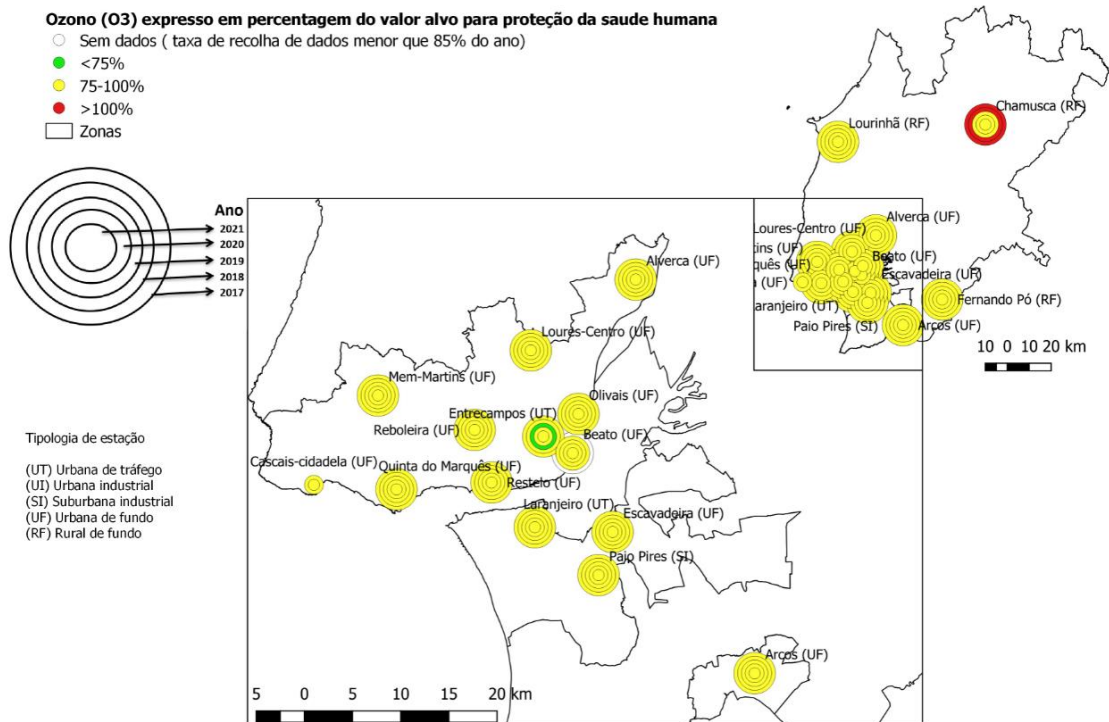 Ozono (O3) expresso em percentagem do valor alvo para proteção da saude humana
Sem dados ( taxa de recolha de dados menor que 85% do ano)
<75%
75-100%
>100%
Zonas
Ano
2021
2020
2019
2018
2017
Tipologia de estação
(UT) Urbana de tráfego
(UI) Urbana industrial
(SI) Suburbana industrial
(UF) Urbana de fundo
(RF) Rural de fundo
Chamusca (RF)
Lourinhã (RF)
Alverca (UF)
Loures-Centro (UF)
tins (UF)
Beato (UF)
quês (UF)
Escavadeira (UF)
(UF)
Fernando Pó (RF)
aranjeiro (UT)
Paio Pires (SI)
Arcos (UF)
10 0 10 20 km
Alverca (UF)
Loures-Centro (UF)
Mem-Martins (UF)
Olivais (UF)
Entrecampos (UT)
Reboleira (UF)
Beato (UF)
Cascais-cidadela (UF)
Quinta do Marquês (UF)
Restelo (UF)
Laranjeiro (UT)
Escavadeira (UF)
Paio Pires (SI)
Arcos (UF)
5 0 5 10 15 20 km